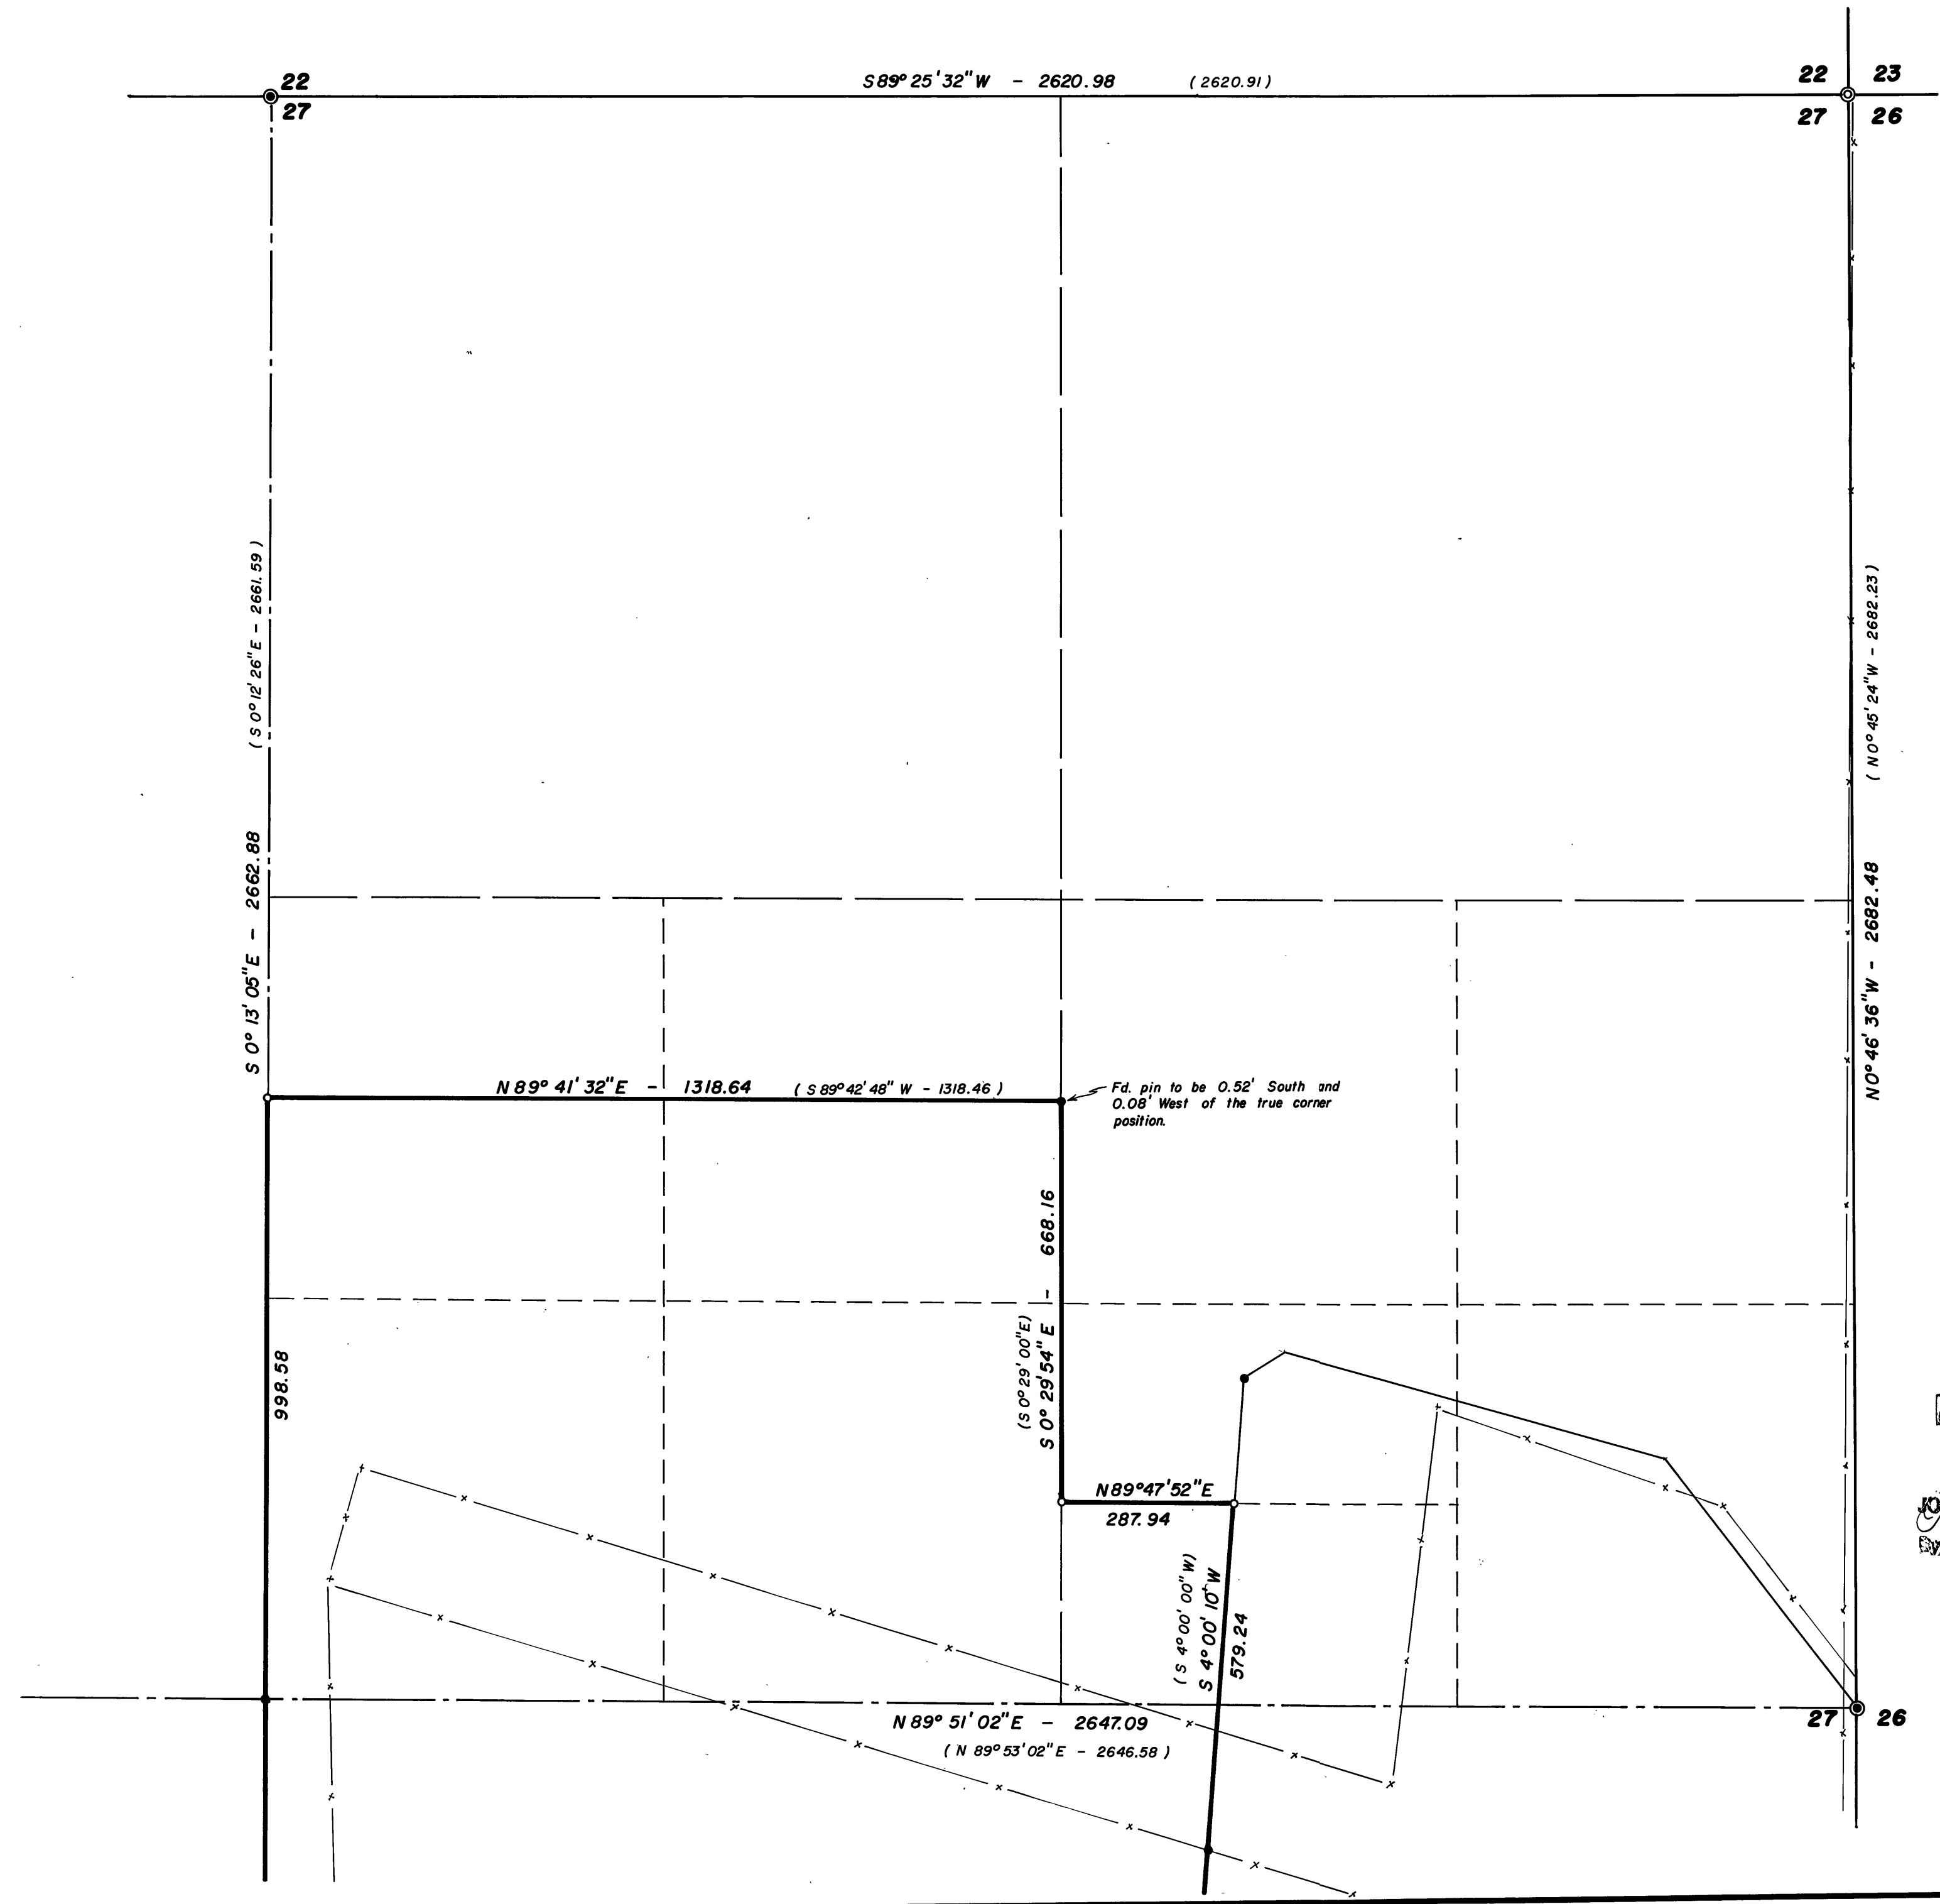 22
27
S 89° 25' 32" W - 2620.98 ( 2620.91 )
22 23
27 26
( S 0° 12' 26" E - 2661.59 )
S 0° 13' 05" E - 2662.88
( N 0° 45' 24" W - 2682.23 )
N 0° 46' 36" W - 2682.48
N 89° 41' 32" E - 1318.64 ( S 89° 42' 48" W - 1318.46 )
Fd. pin to be 0.52' South and
0.08' West of the true corner
position.
998.58
( S 0° 29' 00" E )
S 0° 29' 54" E - 668.16
N 89° 47' 52" E
287.94
( S 4° 00' 00" W )
S 4° 00' 10" W
579.24
N 89° 51' 02" E - 2647.09
( N 89° 53' 02" E - 2646.58 )
27 26